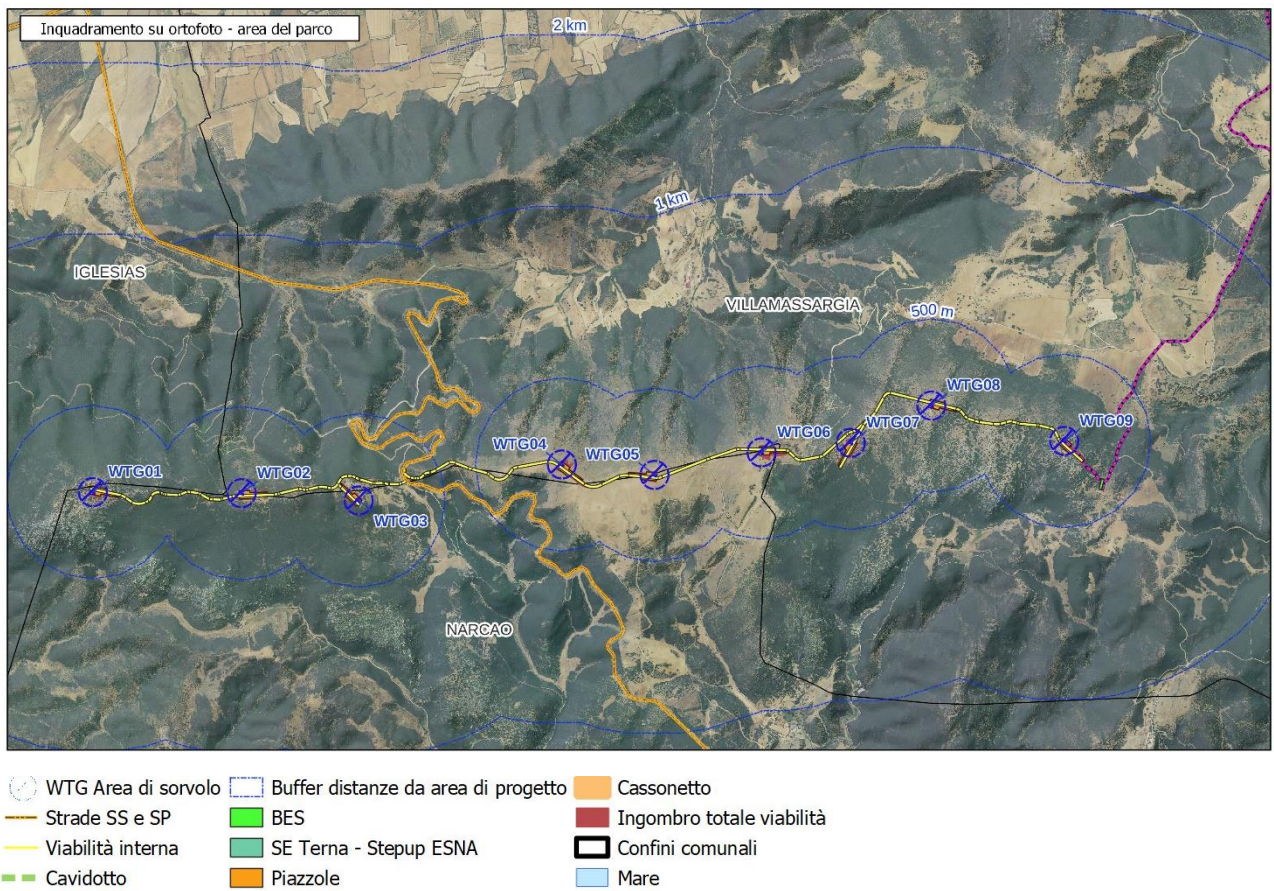 Inquadramento su ortofoto - area del parco
2 km
1 km
IGLESIAS
VILLAMASSARGIA
500 m
WTG08
WTG07
WTG09
WTG06
WTG04
WTG05
WTG01
WTG02
WTG03
NARCAO
WTG Area di sorvolo
Buffer distanze da area di progetto
Cassonetto
Strade SS e SP
BES
Ingombro totale viabilità
Viabilità interna
SE Terna - Stepup ESNA
Confini comunali
Cavidotto
Piazzole
Mare